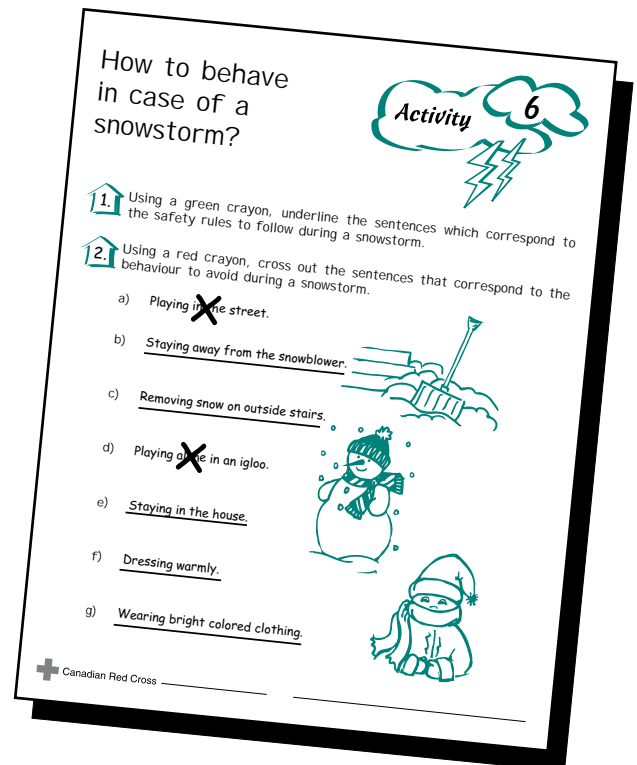 How to behave
in case of a
snowstorm?
Activity 6
1. Using a green crayon, underline the sentences which correspond to
the safety rules to follow during a snowstorm.
2. Using a red crayon, cross out the sentences that correspond to the
behaviour to avoid during a snowstorm.
a) Playing in the street.
b) Staying away from the snowblower.
c) Removing snow on outside stairs.
d) Playing alone in an igloo.
e) Staying in the house.
f) Dressing warmly.
g) Wearing bright colored clothing.
Canadian Red Cross